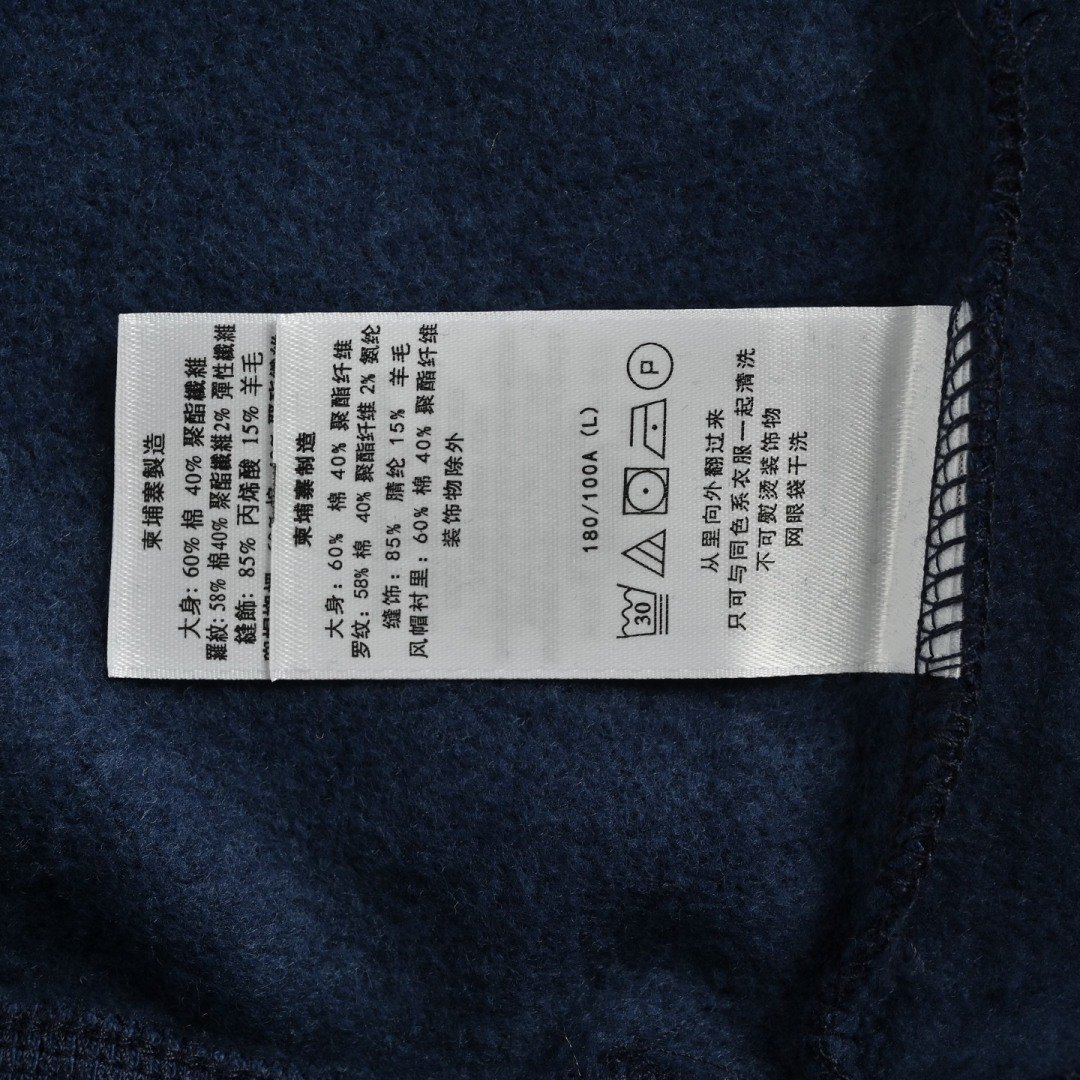 柬埔寨製造
大身: 60% 棉 40% 聚酯纖維
羅紋: 58% 棉40% 聚酯纖維2% 彈性纖維
縫飾: 85% 丙烯酸 15% 羊毛
柬埔寨制造
大身: 60% 棉 40% 聚酯纤维
罗纹: 58% 棉 40% 聚酯纤维 2% 氨纶
缝饰: 85% 腈纶 15% 羊毛
风帽衬里: 60% 棉 40% 聚酯纤维
装饰物除外
180/100A (L)
30
P
从里向外翻过来
只可与同色系衣服一起清洗
不可熨烫装饰物
网眼袋干洗